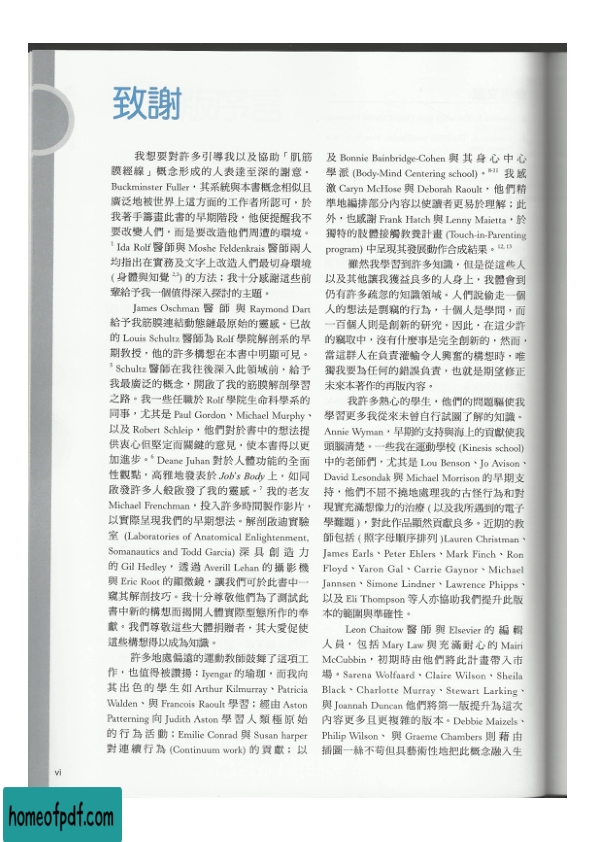 致謝
我想要對許多引導我以及協助「肌筋
膜經線」概念形成的人表達至深的謝意。
Buckminster Fuller，其系統與本書概念相似且
廣泛地被世界上這方面的工作者所認可，於
我著手籌畫此書的早期階段，他便提醒我不
要改變人們，而是要改造他們周遭的環境。
1 Ida Rolf 醫師與 Moshe Feldenkrais 醫師兩人
均指出在實務及文字上改造人們最切身環境
( 身體與知覺 2,3) 的方法；我十分感謝這些前
輩給予我一個值得深入探討的主題。
James Oschman 醫 師 與 Raymond Dart
給予我筋膜連結動態鏈最原始的靈感。已故
的 Louis Schultz 醫師為 Rolf 學院解剖系的早
期教授，他的許多構想在本書中明顯可見。
5 Schultz 醫師在我往後深入此領域前，給予
我最廣泛的概念，開啟了我的筋膜解剖學習
之路。我一些任職於 Rolf 學院生命科學系的
同事，尤其是 Paul Gordon、Michael Murphy、
以及 Robert Schleip，他們對於書中的想法提
供衷心但堅定而關鍵的意見，使本書得以更
加進步。6 Deane Juhan 對於人體功能的全面
性觀點，高雅地發表於 Job's Body 上，如同
啟發許多人般啟發了我的靈感。7 我的老友
Michael Frenchman，投入許多時間製作影片，
以實際呈現我們的早期想法。解剖啟迪實驗
室 (Laboratories of Anatomical Enlightenment,
Somanautics and Todd Garcia) 深 具 創 造 力
的 Gil Hedley，透 過 Averill Lehan 的 攝 影 機
與 Eric Root 的顯微鏡，讓我們可於此書中一
窺其解剖技巧。我十分尊敬他們為了測試此
書中新的構想而揭開人體實際型態所作的奉
獻。我們尊敬這些大體捐贈者，其大愛促使
這些構想得以成為知識。
許多地處偏遠的運動教師鼓舞了這項工
作，也值得被讚揚：Iyengar 的瑜珈，而我向
其 出 色 的 學 生 如 Arthur Kilmurray、Patricia
Walden、與 Francois Raoult 學習；經由 Aston
Patterning 向 Judith Aston 學 習 人 類 極 原 始
的 行 為 活 動；Emilie Conrad 與 Susan harper
對 連 續 行 為 (Continuum work) 的 貢 獻； 以
及 Bonnie Bainbridge-Cohen 與 其 身 心 中 心
學 派 (Body-Mind Centering school)。8-11 我 感
激 Caryn McHose 與 Deborah Raoult，他 們 精
準地編排部分內容以使讀者更易於理解；此
外，也感謝 Frank Hatch 與 Lenny Maietta，於
獨特的肢體接觸教養計畫 (Touch-in-Parenting
program) 中呈現其發展動作合成結果。12, 13
雖然我學習到許多知識，但是從這些人
以及其他讓我獲益良多的人身上，我體會到
仍有許多疏忽的知識領域。人們說偷走一個
人的想法是剽竊的行為，十個人是學問，而
一百個人則是創新的研究。因此，在這少許
的竊取中，沒有什麼事是完全創新的，然而，
當這群人在負責灌輸令人興奮的構想時，唯
獨我要為任何的錯誤負責，也就是期望修正
未來本著作的再版內容。
我許多熱心的學生，他們的問題驅使我
學習更多我從來未曾自行試圖了解的知識。
Annie Wyman，早期的支持與海上的貢獻使我
頭腦清楚。一些我在運動學校 (Kinesis school)
中的老師們，尤其是 Lou Benson、Jo Avison、
David Lesondak 與 Michael Morrison 的早期支
持，他們不屈不撓地處理我的古怪行為和對
現實充滿想像力的治療 ( 以及我所遇到的電子
學難題 )，對此作品顯然貢獻良多。近期的教
師包括 ( 照字母順序排列 )Lauren Christman、
James Earls、Peter Ehlers、Mark Finch、Ron
Floyd、Yaron Gal、Carrie Gaynor、Michael
Jannsen、Simone Lindner、Lawrence Phipps、
以及 Eli Thompson 等人亦協助我們提升此版
本的範圍與準確性。
Leon Chaitow 醫 師 與 Elsevier 的 編 輯
人員，包括 Mary Law 與充滿耐心的 Mairi
McCubbin，初期時由他們將此計畫帶入市
場。Sarena Wolfaard、Claire Wilson、Sheila
Black、Charlotte Murray、Stewart Larking、
與 Joannah Duncan 他們將第一版提升為這次
內容更多且更複雜的版本。Debbie Maizels、
Philip Wilson、 與 Graeme Chambers 則 藉 由
插圖一絲不苟但具藝術性地把此概念融入生
vi
homeofpdf.com